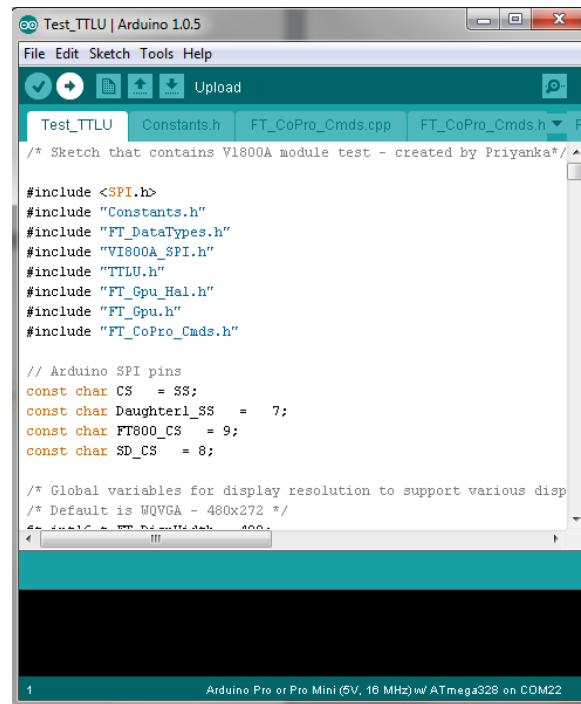 Test_TTLU | Arduino 1.0.5
File Edit Sketch Tools Help
Upload
Test_TTLU Constants.h FT_CoPro_Cmds.cpp FT_CoPro_Cmds.h
/* Sketch that contains V1800A module test - created by Priyanka*/
#include <SPI.h>
#include "Constants.h"
#include "FT_DataTypes.h"
#include "VI800A_SPI.h"
#include "TTLU.h"
#include "FT_Gpu_Hal.h"
#include "FT_Gpu.h"
#include "FT_CoPro_Cmds.h"
// Arduino SPI pins
const char CS = SS;
const char Daughter1_SS = 7;
const char FT800_CS = 9;
const char SD_CS = 8;
/* Global variables for display resolution to support various disp
/* Default is WQVGA - 480x272 */
1 Arduino Pro or Pro Mini (5V, 16 MHz) w/ ATmega328 on COM22